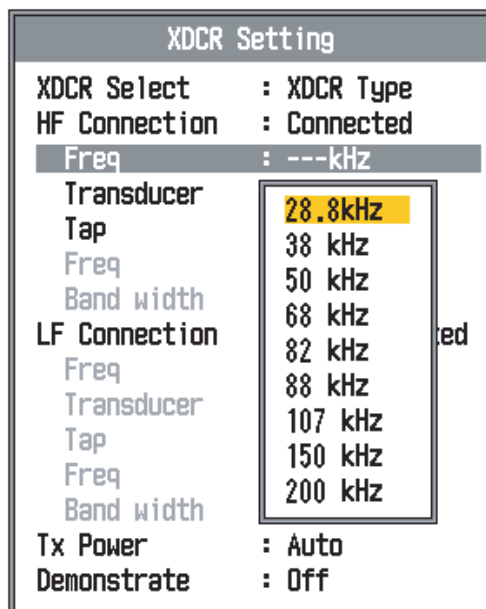 XDCR Setting
XDCR Select : XDCR Type
HF Connection : Connected
Freq : ---kHz
Transducer
Tap
Freq
Band width
LF Connection ted
Freq
Transducer
Tap
Freq
Band width
Tx Power : Auto
Demonstrate : Off
28.8kHz
38 kHz
50 kHz
68 kHz
82 kHz
88 kHz
107 kHz
150 kHz
200 kHz